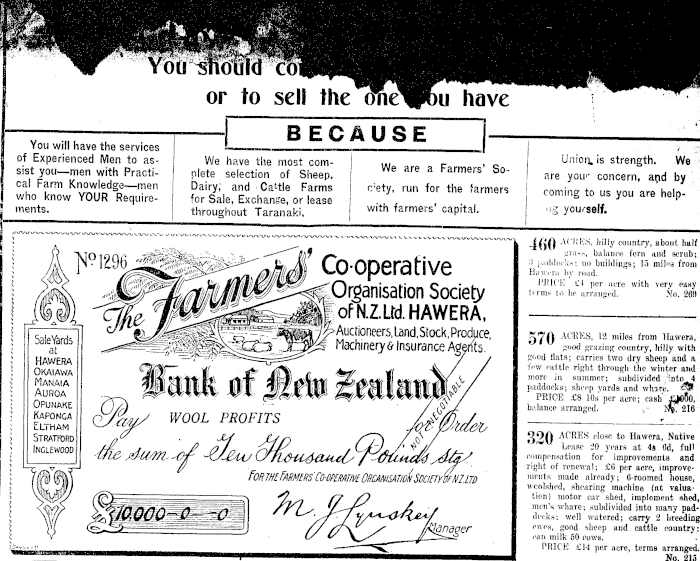 You should
or to sell the one you have
BECAUSE
You will have the services
of Experienced Men to as-
sist you—men with Practi-
cal Farm Knowledge—men
who know YOUR Require-
ments.
We have the most com-
plete selection of Sheep,
Dairy, and Cattle Farms
for Sale, Exchange, or lease
throughout Taranaki.
We are a Farmers' So-
ciety, run for the farmers
with farmers' capital.
Union is strength. We
are your concern, and by
coming to us you are help-
ing yourself.
No 1296
The Farmers'
Co-operative
Organisation Society
of N.Z. Ltd. HAWERA,
Auctioneers, Land, Stock, Produce,
Machinery & Insurance Agents.
Sale Yards
at
HAWERA
OKAIAWA
MANAIA
AUROA
OPUNAKE
KAPONGA
ELTHAM
STRATFORD
INGLEWOOD
Bank of New Zealand
Pay WOOL PROFITS for Order
NOT NEGOTIABLE
the sum of Ten Thousand Pounds stg
FOR THE FARMERS' CO-OPERATIVE ORGANISATION SOCIETY OF N.Z. LTD
£10,000-0-0
M. J. Lynskey
Manager
460 ACRES, hilly country, about half
grass, balance fern and scrub;
3 paddocks; no buildings; 15 miles from
Hawera by road.
PRICE £4 per acre with very easy
terms to be arranged. No. 269
570 ACRES, 12 miles from Hawera,
good grazing country, hilly with
good flats; carries two dry sheep and a
few cattle right through the winter and
more in summer; subdivided into
paddocks; sheep yards and whare.
PRICE £8 10s per acre; cash
balance arranged. No. 216
320 ACRES close to Hawera, Native
Lease 20 years at 4s 6d, full
compensation for improvements and
right of renewal; £6 per acre, improve-
ments made already; 6-roomed house,
woolshed, shearing machine (at valua-
tion) motor car shed, implement shed,
men's whare; subdivided into many pad-
docks; well watered; carry 2 breeding
ewes, good sheep and cattle country;
can milk 50 cows.
PRICE £14 per acre, terms arranged.
No. 215